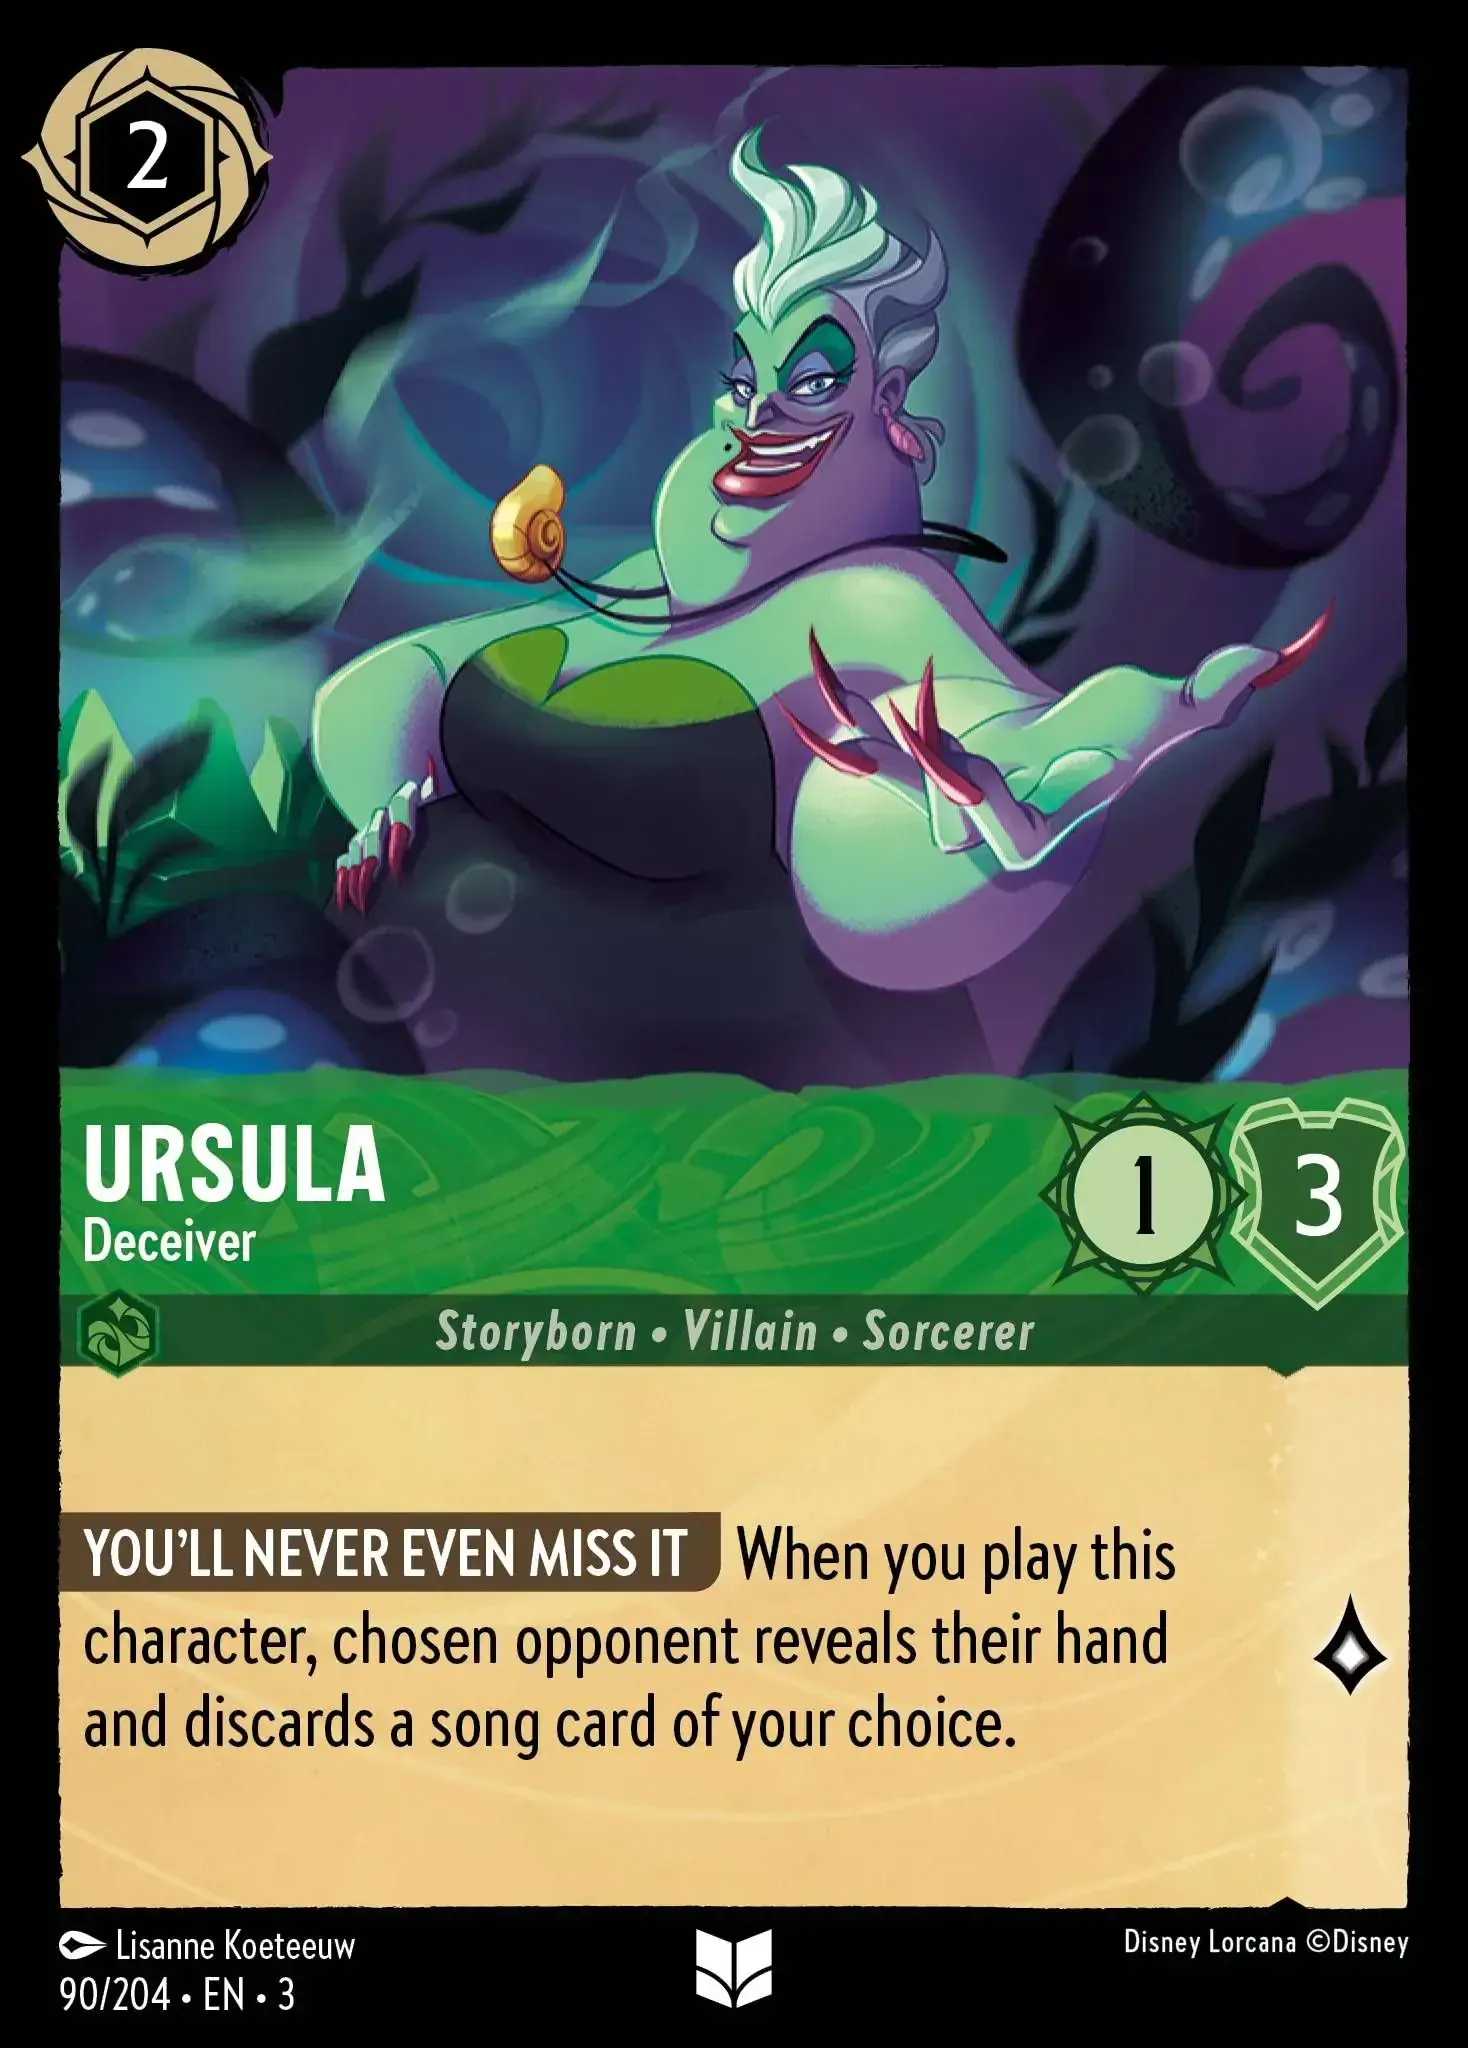 2
URSULA
Deceiver
1
3
Storyborn • Villain • Sorcerer
YOU'LL NEVER EVEN MISS IT When you play this
character, chosen opponent reveals their hand
and discards a song card of your choice.
Lisanne Koeteeuw
Disney Lorcana ©Disney
90/204 • EN • 3